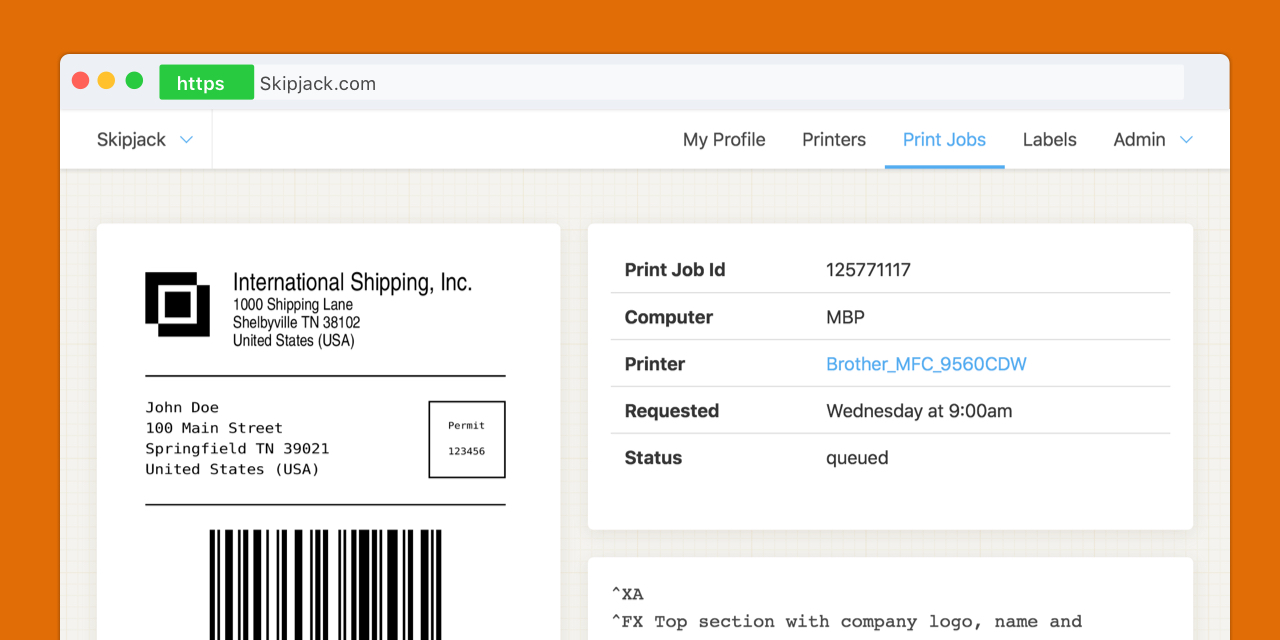 https Skipjack.com
Skipjack My Profile Printers Print Jobs Labels Admin
International Shipping, Inc.
1000 Shipping Lane
Shelbyville TN 38102
United States (USA)
John Doe
100 Main Street
Springfield TN 39021
United States (USA)
Permit
123456
Print Job Id 125771117
Computer MBP
Printer Brother_MFC_9560CDW
Requested Wednesday at 9:00am
Status queued
^XA
^FX Top section with company logo, name and